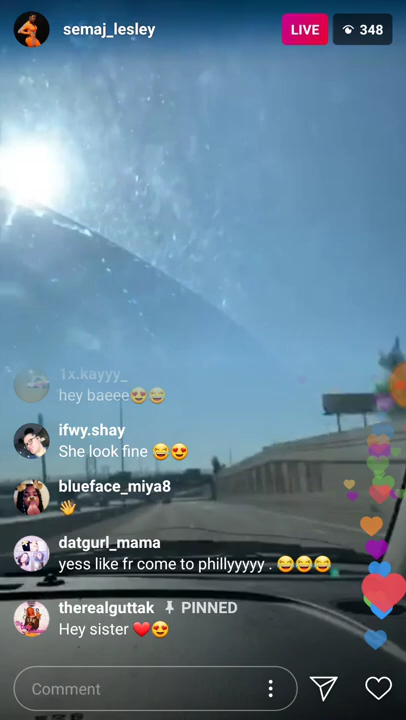 semaj_lesley
LIVE
348
1x.kayyy_
hey baeee😍😂
ifwy.shay
She look fine 😂😍
blueface_miya8
👋
datgurl_mama
yess like fr come to phillyyyyy . 😂😂😂
therealguttak PINNED
Hey sister ❤️😍
Comment